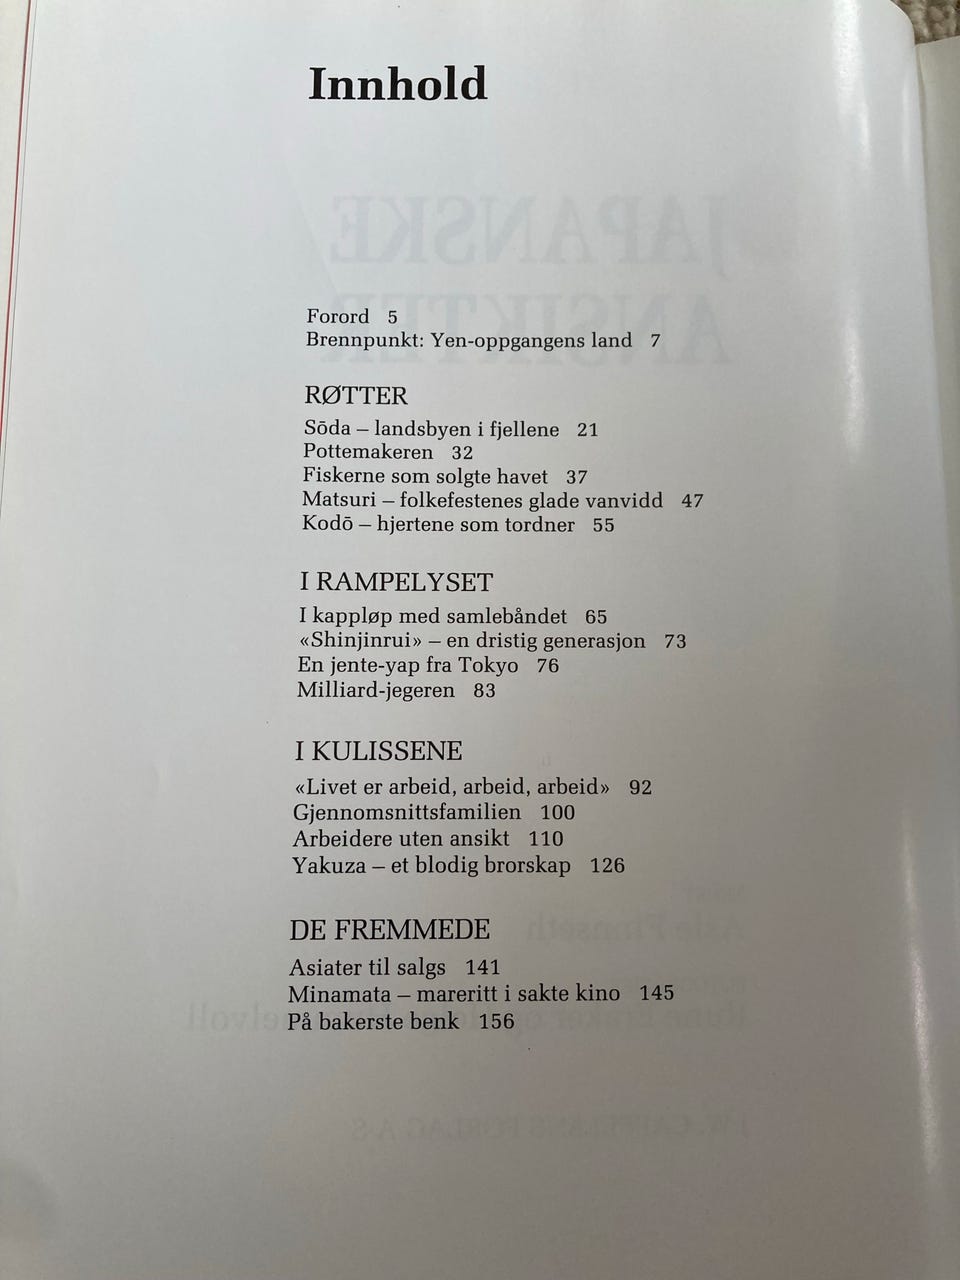 Innhold
JAPANSKE
ANSIKTER
Forord 5
Brennpunkt: Yen-oppgangens land 7
RØTTER
Sōda – landsbyen i fjellene 21
Pottemakeren 32
Fiskerne som solgte havet 37
Matsuri – folkefestenes glade vanvidd 47
Kodō – hjertene som tordner 55
I RAMPELYSET
I kappløp med samlebåndet 65
«Shinjinrui» – en dristig generasjon 73
En jente-yap fra Tokyo 76
Milliard-jegeren 83
I KULISSENE
«Livet er arbeid, arbeid, arbeid» 92
Gjennomsnittsfamilien 100
Arbeidere uten ansikt 110
Yakuza – et blodig brorskap 126
DE FREMMEDE
Asiater til salgs 141
Minamata – mareritt i sakte kino 145
På bakerste benk 156
J.W. CAPPELENS FORLAG A·S